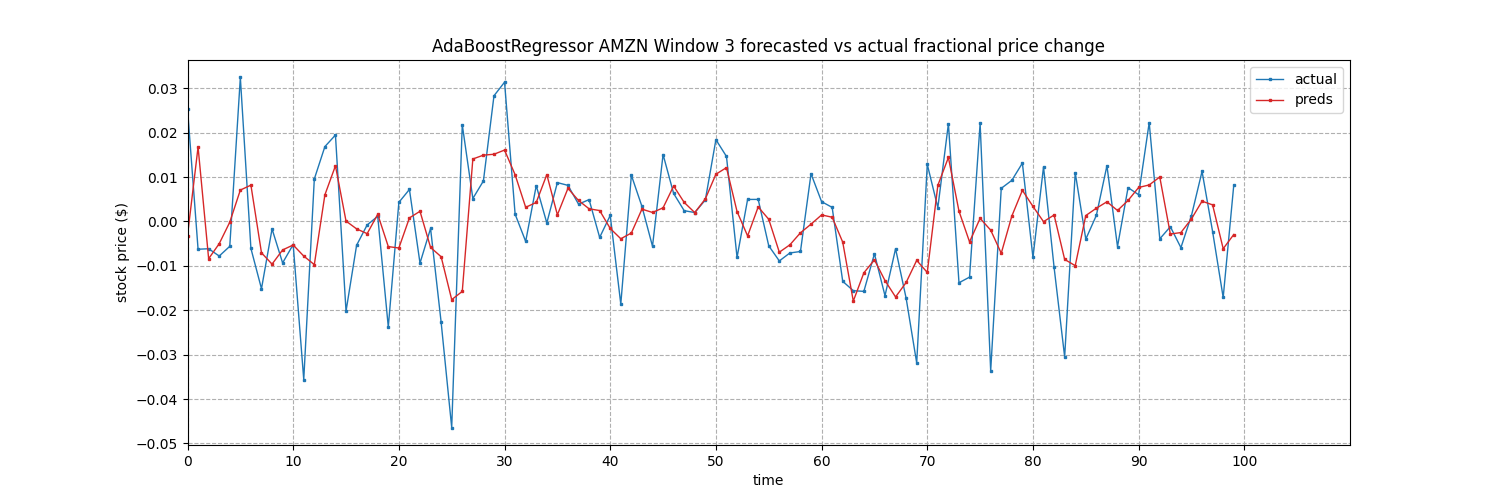 AdaBoostRegressor AMZN Window 3 forecasted vs actual fractional price change
actual
preds
stock price ($)
0.03
0.02
0.01
0.00
−0.01
−0.02
−0.03
−0.04
−0.05
0 10 20 30 40 50 60 70 80 90 100
time